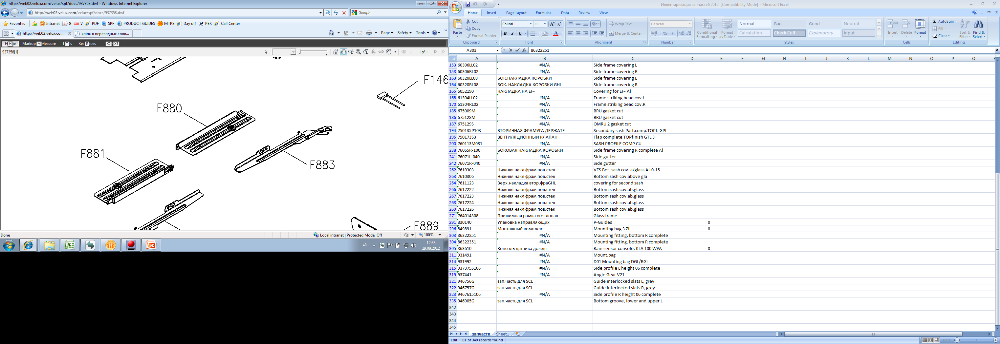 http://web02.velux.com/velux/spf/docs/937358.dwf - Windows Internet Explorer
http://web02.velux.com/velux/spf/docs/937358.dwf
Google
Favorites
Intranet Я V PDF SPF PRODUCT GUIDES MTPS Day off PEK Call Center
http://web02.velux.co...
«pin» в переводных слов...
Page Safety Tools
Markup M Measure
X2 X3
937358[1]
1 of 1
F146
F880
F881
F883
F889
Done
Local intranet | Protected Mode: Off
100%
EN
12:38
29.08.2012
Инвентаризация запчастей 2012 [Compatibility Mode] - Microsoft Excel
Home Insert Page Layout Formulas Data Review View
Paste
Cut
Copy
Format Painter
Clipboard
Calibri 11
B I U
Font
Wrap Text
Merge & Center
Alignment
General
Number
Conditional Formatting
Format as Table
Normal Bad Good Neutral
Calculation Check Cell Explanatory ... Input
Styles
Insert Delete Format
Cells
AutoSum
Fill
Clear
Sort & Filter
Find & Select
Editing
A303 fx 86322251
A B C D E F G H I J K L M N O P Q
153 60306LL02 #N/A Side frame covering L
158 60306RL02 #N/A Side frame covering R
163 60320LL08 БОК.НАКЛАДКА КОРОБКИ Side frame covering L
164 60320RL08 БОК. НАКЛАДКА КОРОБКИ GHL Side frame covering R
165 6052190 НАКЛАДКА НА EF- Covering for EF- Al
168 61304LL02 #N/A Frame striking bead cov.L
170 61304RL02 #N/A Frame striking bead cov.R
185 675009M #N/A BRU gasket cut
186 675128M #N/A BRU gasket cut
187 675129S #N/A OMRU 2 gasket cut
194 750135P103 ВТОРИЧНАЯ ФРАМУГА ДЕРЖАТЕ Secondary sash Part.comp.TOPf. GPL
195 750173S3 ВЕНТИЛЯЦИОННЫЙ КЛАПАН Flap complete TOPfinish GTL 3
200 760113M081 #N/A SASH PROFILE COMP CU
238 76065R-100 БОКОВАЯ НАКЛАДКА КОРОБКИ Side frame covering R complete Al
241 76071L-040 #N/A Side gutter
242 76071R-040 #N/A Side gutter
262 7610303 Нижняя накл фрам пов.стек VES Bot. sash cov. a/glass AL 0-15
263 7610306 Нижняя накл фрам пов.стек Bottom sash cov.above gla
264 7611123 Верх.накладка втор.фраGHL covering for second sash
266 7617222 Нижняя накл фрам пов.стек Bottom sash cov.ab.glass
267 7617223 Нижняя накл фрам пов.стек Bottom sash cov.ab.glass
268 7617224 Нижняя накл фрам пов.стек Bottom sash cov.ab.glass
269 7617226 Нижняя накл фрам пов.стек Bottom sash cov.ab.glass
271 764014308 Прижимная рамка стеклопак Glass frame
291 830140 Упаковка направляющих P-Guides 0
296 849891 Монтажный комплект Mounting bag 3 ZIL 0
303 86322251 #N/A Mounting fitting, bottom R complete
304 86322351 #N/A Mounting fitting, bottom R complete
305 863610 Консоль датчика дождя Rain sensor console, KLA 100 WW. 0
311 931491 #N/A Mount.bag
314 931992 #N/A D01 Mounting bag DGL/RGL
315 9373755106 #N/A Side profile L height 06 complete
319 937441 #N/A Angle Gear V21
321 946756G зап.часть для SCL Guide interlocked slats L, grey
322 946757G зап.часть для SCL Guide interlocked slats R, grey
323 9467615106 #N/A Side profile R height 06 complete
335 946905G зап.часть для SCL Bottom groove, lower and upper L
342
343
344
345
запчасти Sheet1
Edit 81 of 340 records found
100%